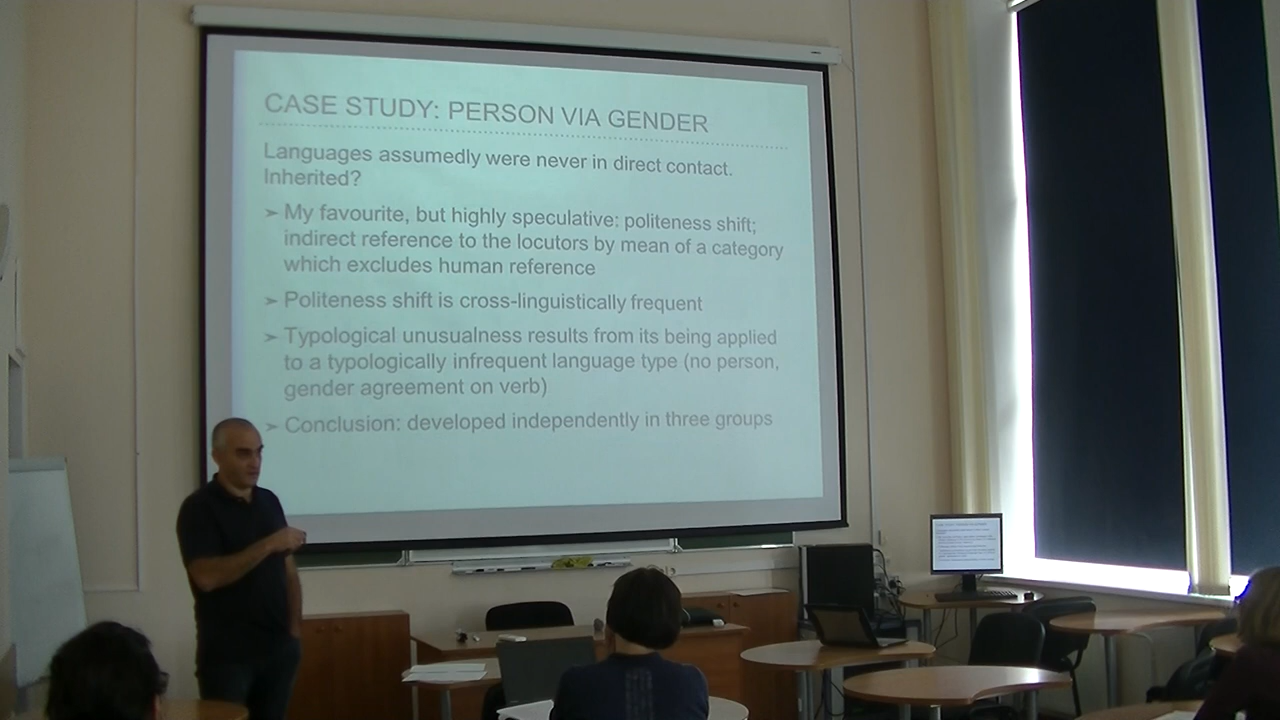 CASE STUDY: PERSON VIA GENDER
Languages assumedly were never in direct contact.
Inherited?
➢ My favourite, but highly speculative: politeness shift;
indirect reference to the locutors by mean of a category
which excludes human reference
➢ Politeness shift is cross-linguistically frequent
➢ Typological unusualness results from its being applied
to a typologically infrequent language type (no person,
gender agreement on verb)
➢ Conclusion: developed independently in three groups